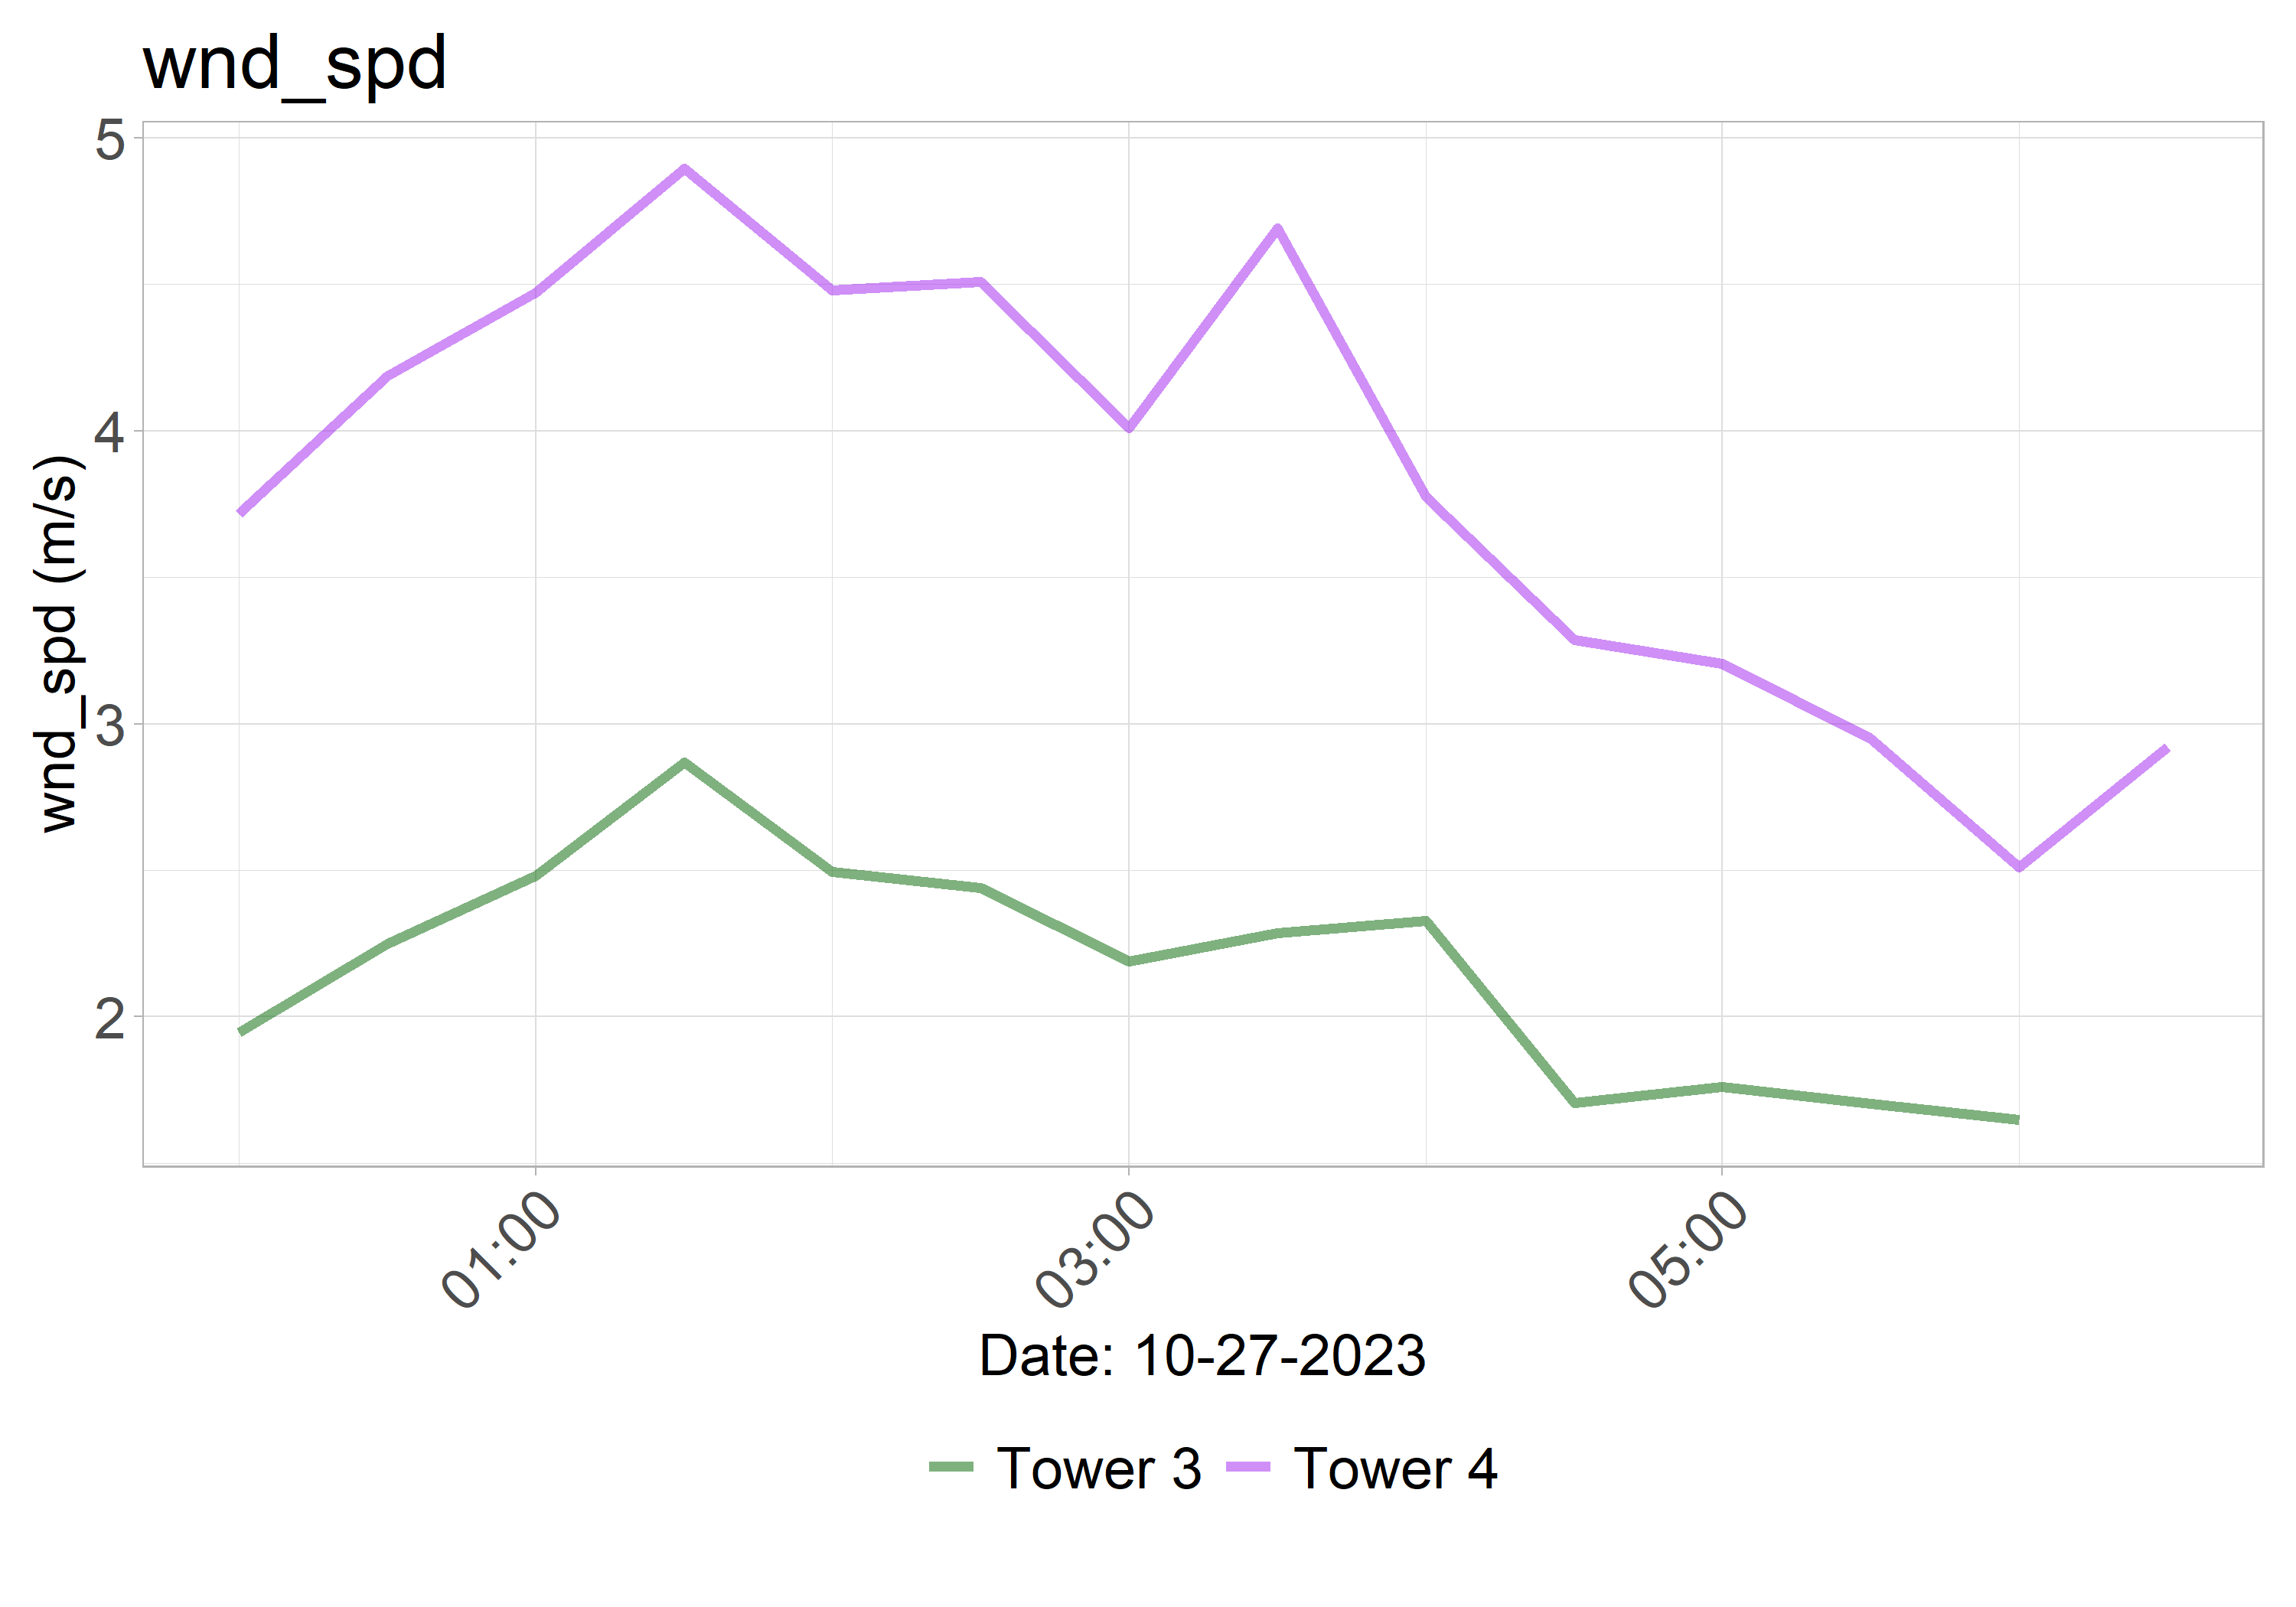 wnd_spd
5
4
3
2
wnd_spd (m/s)
01:00
03:00
05:00
Date: 10-27-2023
Tower 3
Tower 4